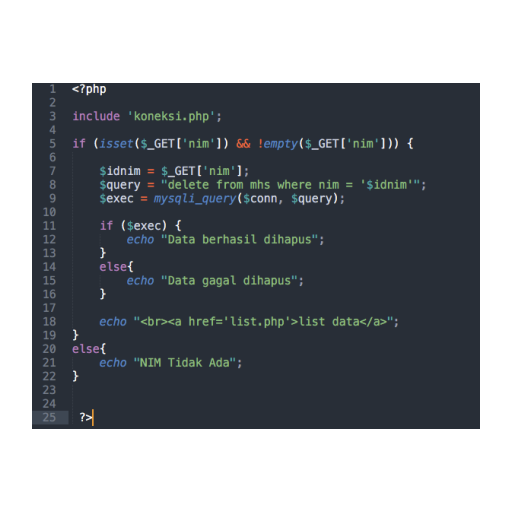 1 <?php
2
3 include 'koneksi.php';
4
5 if (isset($_GET['nim']) && !empty($_GET['nim'])) {
6
7 $idnim = $_GET['nim'];
8 $query = "delete from mhs where nim = '$idnim'";
9 $exec = mysqli_query($conn, $query);
10
11 if ($exec) {
12 echo "Data berhasil dihapus";
13 }
14 else{
15 echo "Data gagal dihapus";
16 }
17
18 echo "<br><a href='list.php'>list data</a>";
19 }
20 else{
21 echo "NIM Tidak Ada";
22 }
23
24
25 ?>